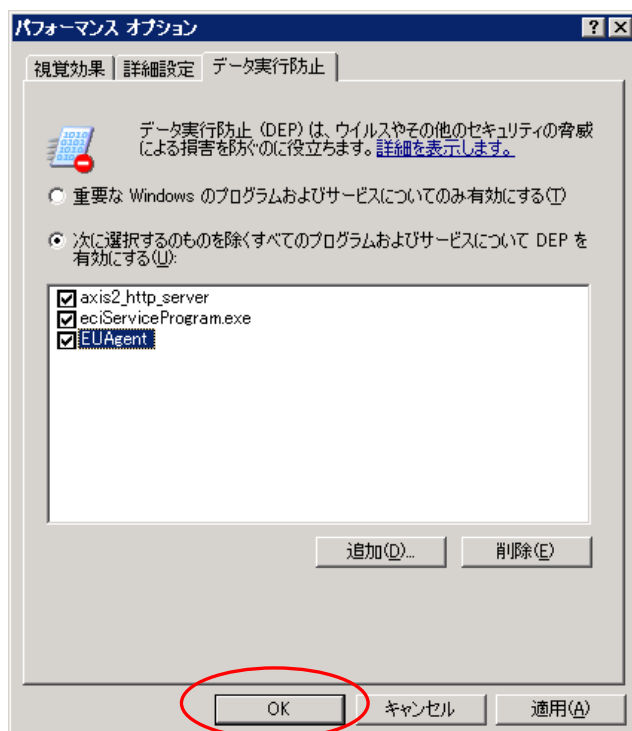 パフォーマンス オプション
視覚効果 詳細設定 データ実行防止
データ実行防止 (DEP) は、ウイルスやその他のセキュリティの脅威
による損害を防ぐのに役立ちます。詳細を表示します。
重要な Windows のプログラムおよびサービスについてのみ有効にする(T)
次に選択するのものを除くすべてのプログラムおよびサービスについて DEP を
有効にする(U):
axis2_http_server
eciServiceProgram.exe
EUAgent
追加(D)... 削除(E)
OK キャンセル 適用(A)